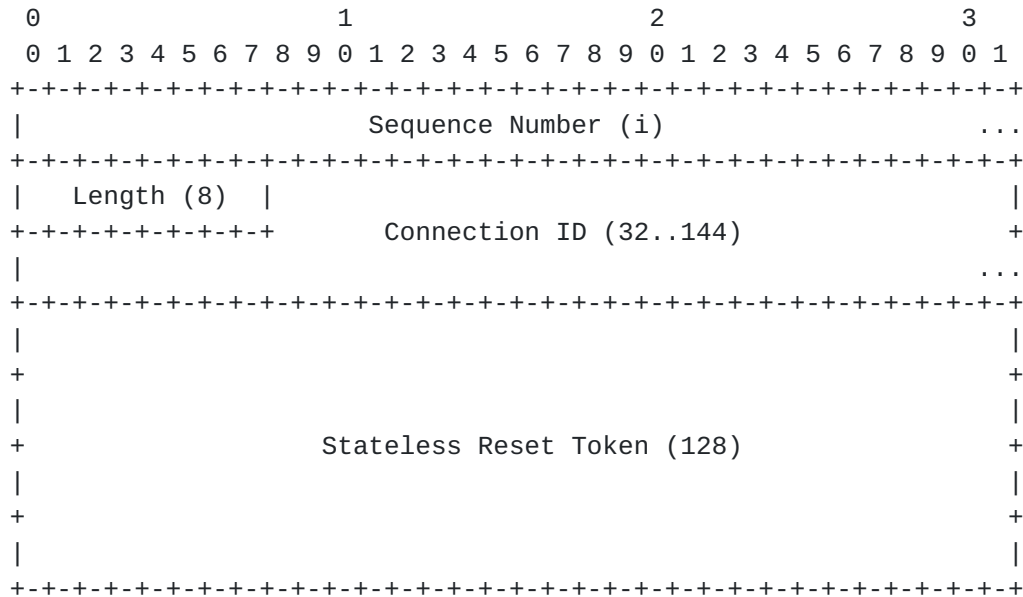 0                   1                   2                   3
 0 1 2 3 4 5 6 7 8 9 0 1 2 3 4 5 6 7 8 9 0 1 2 3 4 5 6 7 8 9 0 1
+-+-+-+-+-+-+-+-+-+-+-+-+-+-+-+-+-+-+-+-+-+-+-+-+-+-+-+-+-+-+-+-+
|                      Sequence Number (i)                    ...
+-+-+-+-+-+-+-+-+-+-+-+-+-+-+-+-+-+-+-+-+-+-+-+-+-+-+-+-+-+-+-+-+
|   Length (8)  |                                               |
+-+-+-+-+-+-+-+-+       Connection ID (32..144)                 +
|                                                             ...
+-+-+-+-+-+-+-+-+-+-+-+-+-+-+-+-+-+-+-+-+-+-+-+-+-+-+-+-+-+-+-+-+
|                                                               |
+                                                               +
|                                                               |
+                   Stateless Reset Token (128)                 +
|                                                               |
+                                                               +
|                                                               |
+-+-+-+-+-+-+-+-+-+-+-+-+-+-+-+-+-+-+-+-+-+-+-+-+-+-+-+-+-+-+-+-+